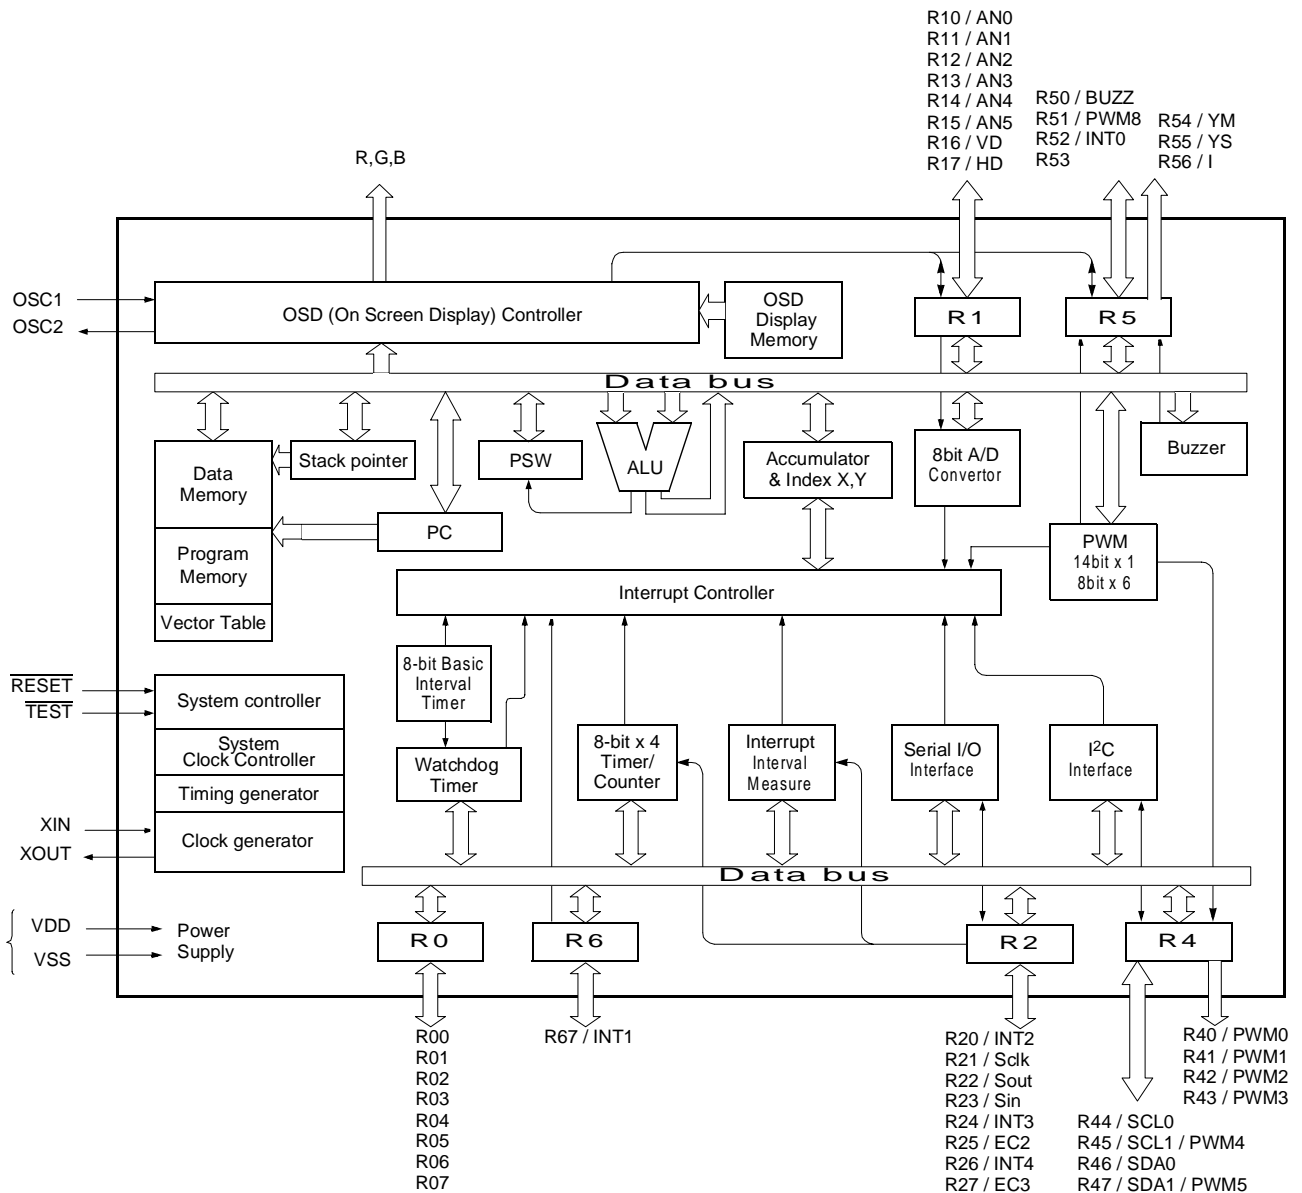 R10 / AN0
R11 / AN1
R12 / AN2
R13 / AN3
R14 / AN4
R15 / AN5
R16 / VD
R17 / HD
R50 / BUZZ
R51 / PWM8
R52 / INT0
R53
R54 / YM
R55 / YS
R56 / I
R,G,B
OSC1
OSC2
OSD (On Screen Display) Controller
OSD
Display
Memory
R1
R5
Data bus
Data
Memory
Stack pointer
PSW
ALU
Accumulator
& Index X,Y
8bit A/D
Convertor
Buzzer
PC
Program
Memory
Vector Table
PWM
14bit x 1
8bit x 6
Interrupt Controller
RESET
TEST
System controller
System
Clock Controller
Timing generator
Clock generator
XIN
XOUT
8-bit Basic
Interval
Timer
Watchdog
Timer
8-bit x 4
Timer/
Counter
Interrupt
Interval
Measure
Serial I/O
Interface
I²C
Interface
Data bus
VDD
VSS
Power
Supply
R0
R6
R2
R4
R00
R01
R02
R03
R04
R05
R06
R07
R67 / INT1
R20 / INT2
R21 / Sclk
R22 / Sout
R23 / Sin
R24 / INT3
R25 / EC2
R26 / INT4
R27 / EC3
R40 / PWM0
R41 / PWM1
R42 / PWM2
R43 / PWM3
R44 / SCL0
R45 / SCL1 / PWM4
R46 / SDA0
R47 / SDA1 / PWM5